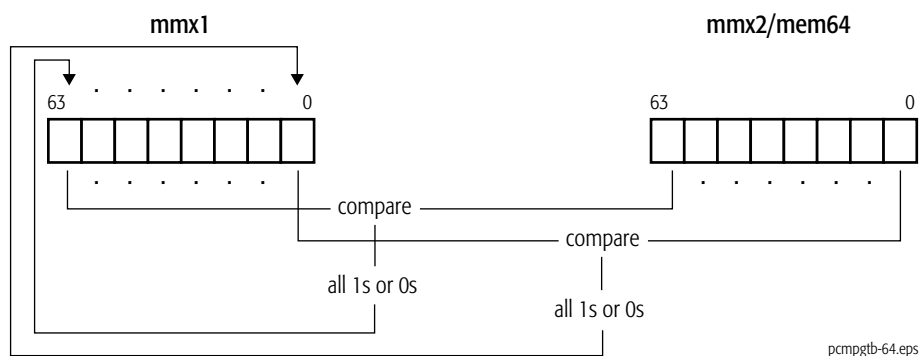 mmx1 mmx2/mem64
63 . . . . . . 0 63 0
. . . . . . . . . . . .
compare
compare
all 1s or 0s
all 1s or 0s
pcmpgtb-64.eps